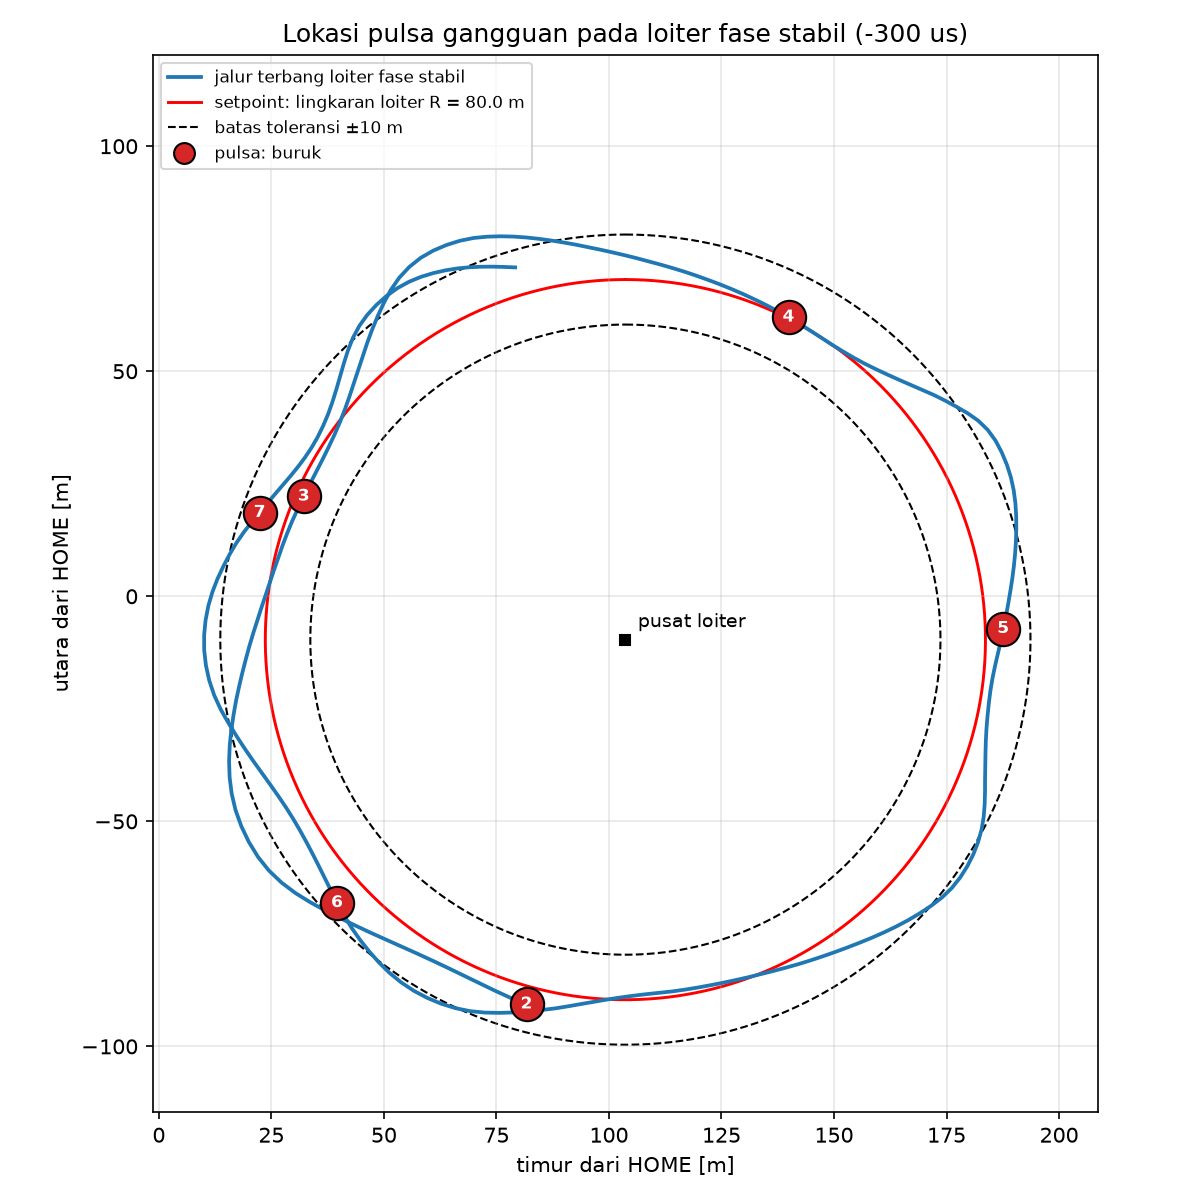 Lokasi pulsa gangguan pada loiter fase stabil (-300 us)
jalur terbang loiter fase stabil
setpoint: lingkaran loiter R = 80.0 m
batas toleransi ±10 m
pulsa: buruk
100
50
0
−50
−100
utara dari HOME [m]
4
3
7
5
pusat loiter
6
2
0
25
50
75
100
125
150
175
200
timur dari HOME [m]